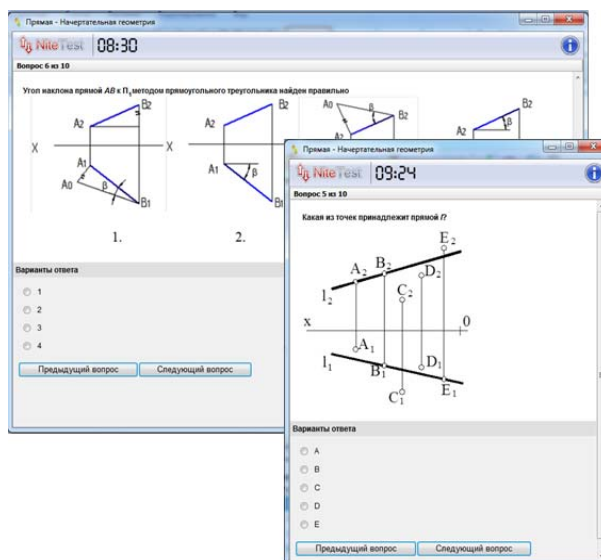 Прямая - Начертательная геометрия
NiteTest 08:30
Вопрос 6 из 10
Угол наклона прямой AB к П₁ методом прямоугольного треугольника найден правильно
B2
A2
X
A1
A0
β
B1
1.
B2
A2
X
A1
β
B1
2.
A0
β
B2
B2
β
A2
Варианты ответа
1
2
3
4
Предыдущий вопрос Следующий вопрос
Прямая - Начертательная геометрия
NiteTest 09:24
Вопрос 5 из 10
Какая из точек принадлежит прямой l?
E₂
B₂
A₂
D₂
C₂
l₂
x 0
A₁
l₁
B₁
D₁
C₁
E₁
Варианты ответа
A
B
C
D
E
Предыдущий вопрос Следующий вопрос